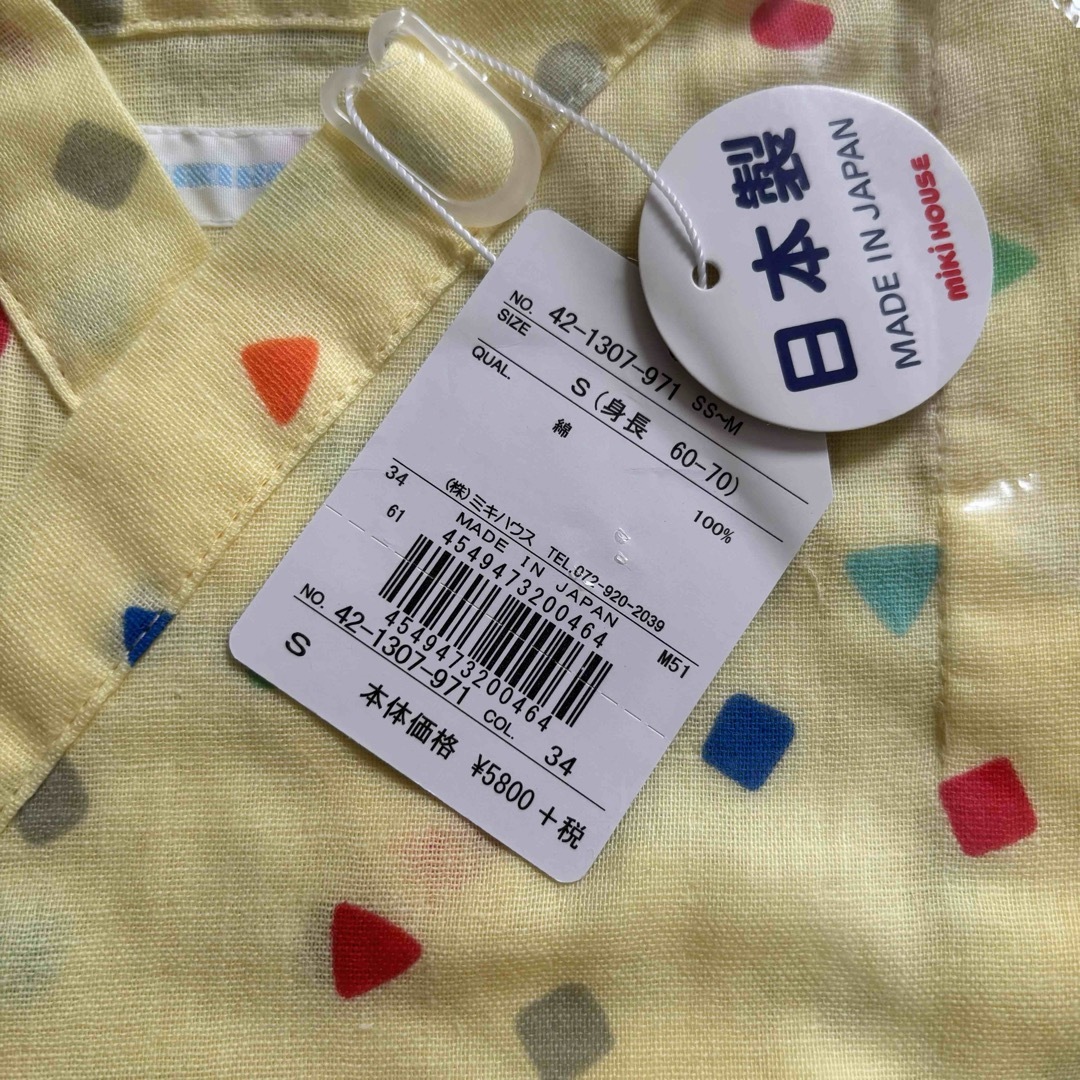 日本製
MADE IN JAPAN
miki HOUSE
NO. 42-1307-971 SS~M
SIZE S (身長 60-70)
QUAL.
綿 100%
34 (株)ミキハウス TEL.072-920-2039
61 MADE IN JAPAN M51
4549473200464
4549473200464
NO. 42-1307-971 COL. 34
S
本体価格 ¥5800+税